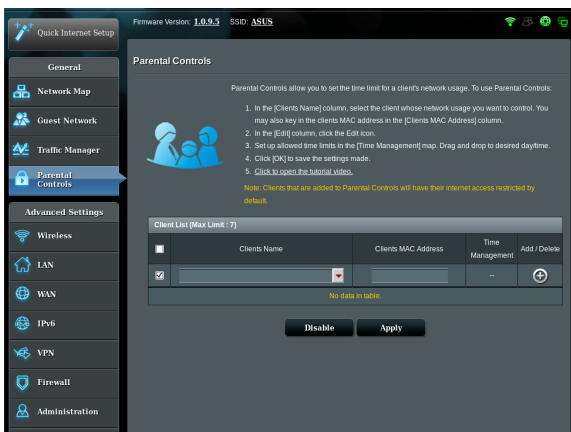 Quick Internet Setup
General
Network Map
Guest Network
Traffic Manager
Parental
Controls
Advanced Settings
Wireless
LAN
WAN
IPv6
VPN
Firewall
Administration
Firmware Version: 1.0.9.5 SSID: ASUS
Parental Controls
Parental Controls allow you to set the time limit for a client's network usage. To use Parental Controls:
1. In the [Clients Name] column, select the client whose network usage you want to control. You
may also key in the clients MAC address in the [Clients MAC Address] column.
2. In the [Edit] column, click the Edit icon.
3. Set up allowed time limits in the [Time Management] map. Drag and drop to desired day/time.
4. Click [OK] to save the settings made.
5. Click to open the tutorial video.
Note: Clients that are added to Parental Controls will have their internet access restricted by
default.
Client List (Max Limit : 7)
Clients Name Clients MAC Address Time
Management Add / Delete
--
No data in table.
Disable Apply